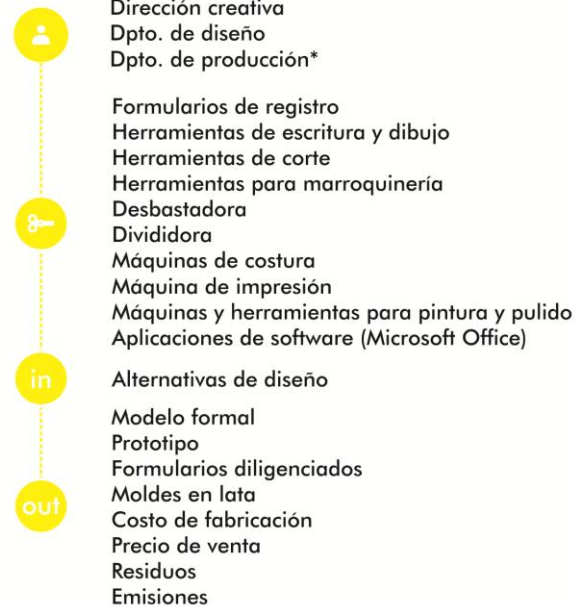 Dirección creativa
Dpto. de diseño
Dpto. de producción*
Formularios de registro
Herramientas de escritura y dibujo
Herramientas de corte
Herramientas para marroquinería
Desbastadora
Divididora
Máquinas de costura
Máquina de impresión
Máquinas y herramientas para pintura y pulido
Aplicaciones de software (Microsoft Office)
in
Alternativas de diseño
Modelo formal
Prototipo
Formularios diligenciados
out
Moldes en lata
Costo de fabricación
Precio de venta
Residuos
Emisiones